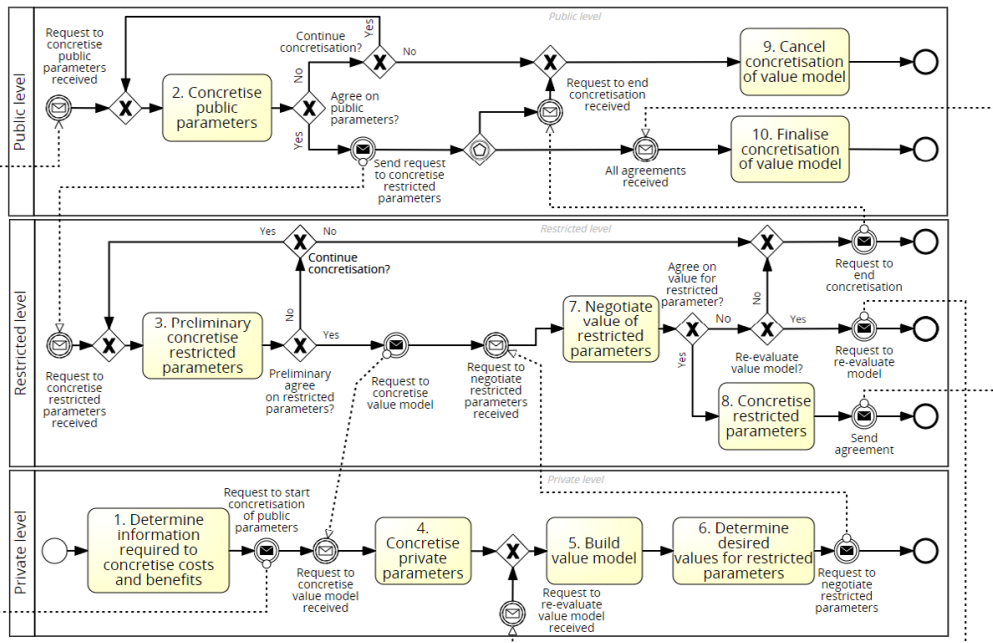 Public level
Public level
Request to
concretise
public
parameters
received
Yes
Continue
concretisation?
No
No
2. Concretise
public
parameters
Agree on
public
parameters?
Yes
Send request
to concretise
restricted
parameters
Request to end
concretisation
received
All agreements
received
9. Cancel
concretisation
of value model
10. Finalise
concretisation
of value model
Restricted level
Restricted level
Yes
No
Continue
concretisation?
No
Request to
concretise
restricted
parameters
received
3. Preliminary
concretise
restricted
parameters
Yes
Preliminary
agree
on restricted
parameters?
Request to
concretise
value model
Request to
negotiate
restricted
parameters
received
7. Negotiate
value of
restricted
parameters
Agree on
value for
restricted
parameter?
No
Yes
No
Yes
Re-evaluate
value model?
Request to
end
concretisation
Request to
re-evaluate
model
8. Concretise
restricted
parameters
Send
agreement
Private level
Private level
1. Determine
information
required to
concretise costs
and benefits
Request to start
concretisation
of public
parameters
Request to
concretise
value model
received
4.
Concretise
private
parameters
Request to
re-evaluate
value model
received
5. Build
value model
6. Determine
desired
values for restricted
parameters
Request to
negotiate
restricted
parameters